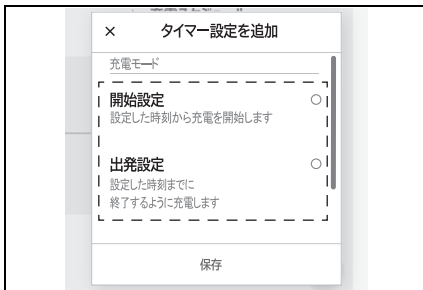 × タイマー設定を追加
充電モード
開始設定
設定した時刻から充電を開始します
出発設定
設定した時刻までに
終了するように充電します
保存